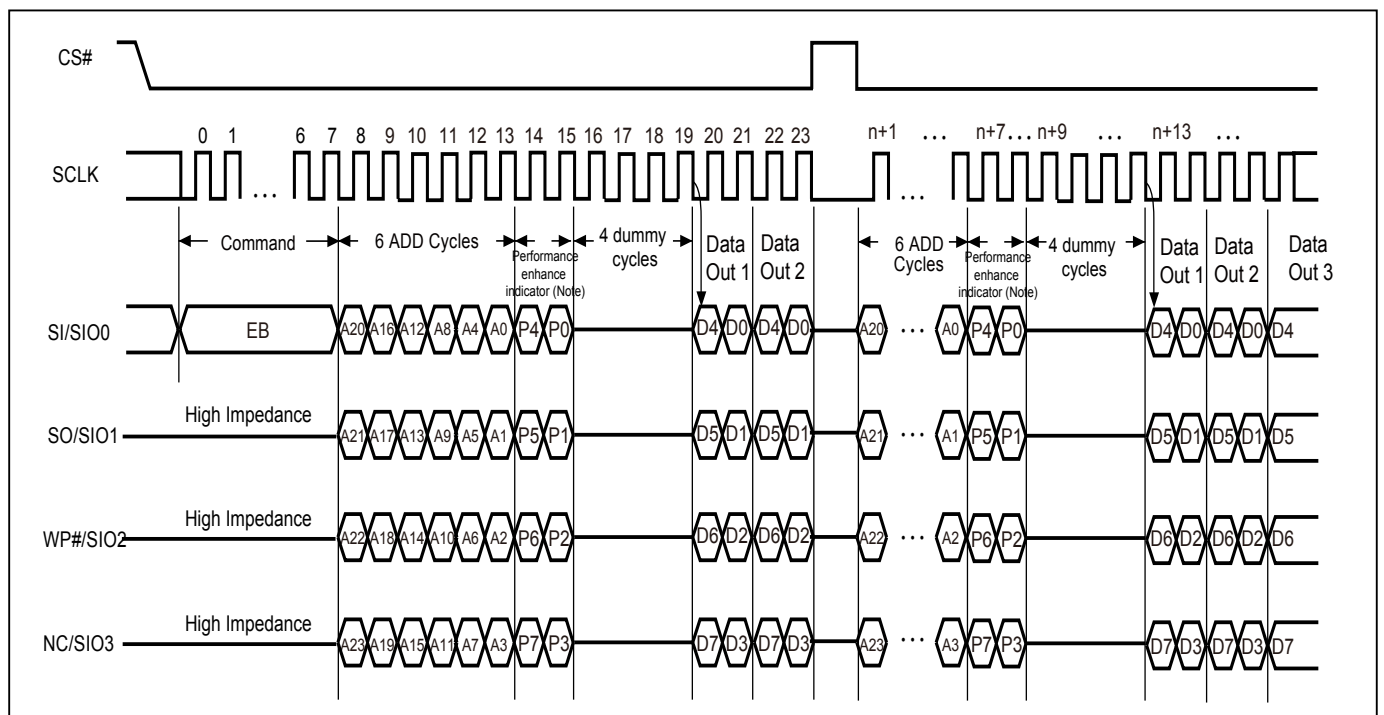 CS#
0 1 6 7 8 9 10 11 12 13 14 15 16 17 18 19 20 21 22 23 n+1 ... n+7... n+9 ... n+13 ...
SCLK
... ...
Command
6 ADD Cycles
Performance
enhance
indicator (Note)
4 dummy
cycles
Data
Out 1
Data
Out 2
6 ADD
Cycles
Performance
enhance
indicator (Note)
4 dummy
cycles
Data
Out 1
Data
Out 2
Data
Out 3
SI/SIO0 EB A20 A16 A12 A8 A4 A0 P4 P0 D4 D0 D4 D0 A20 ... A0 P4 P0 D4 D0 D4 D0 D4
High Impedance
SO/SIO1 A21 A17 A13 A9 A5 A1 P5 P1 D5 D1 D5 D1 A21 ... A1 P5 P1 D5 D1 D5 D1 D5
High Impedance
WP#/SIO2 A22 A18 A14 A10 A6 A2 P6 P2 D6 D2 D6 D2 A22 ... A2 P6 P2 D6 D2 D6 D2 D6
High Impedance
NC/SIO3 A23 A19 A15 A11 A7 A3 P7 P3 D7 D3 D7 D3 A23 ... A3 P7 P3 D7 D3 D7 D3 D7